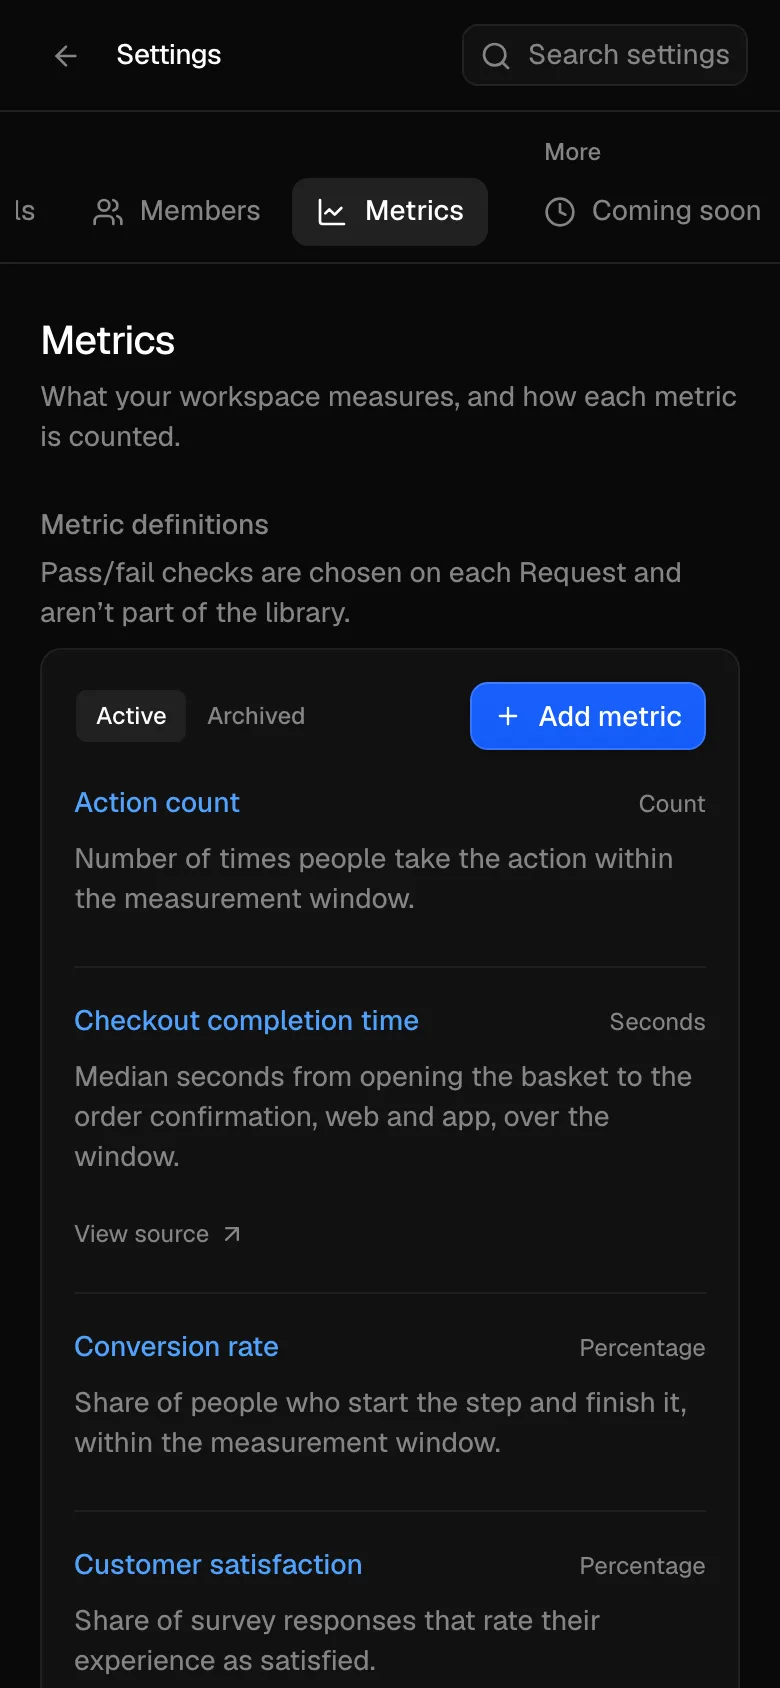 Settings
Search settings
More
ls
Members
Metrics
Coming soon
Metrics
What your workspace measures, and how each metric
is counted.
Metric definitions
Pass/fail checks are chosen on each Request and
aren’t part of the library.
Active
Archived
Add metric
Action count
Count
Number of times people take the action within
the measurement window.
Checkout completion time
Seconds
Median seconds from opening the basket to the
order confirmation, web and app, over the
window.
View source
Conversion rate
Percentage
Share of people who start the step and finish it,
within the measurement window.
Customer satisfaction
Percentage
Share of survey responses that rate their
experience as satisfied.